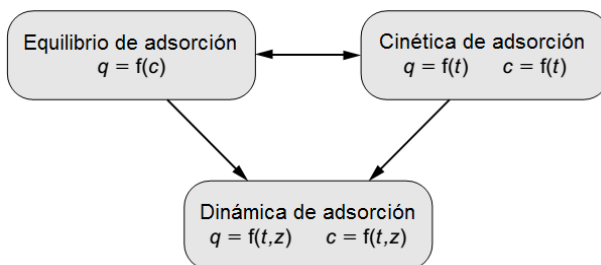 Equilibrio de adsorción
q = f(c)
Cinética de adsorción
q = f(t) c = f(t)
Dinámica de adsorción
q = f(t,z) c = f(t,z)